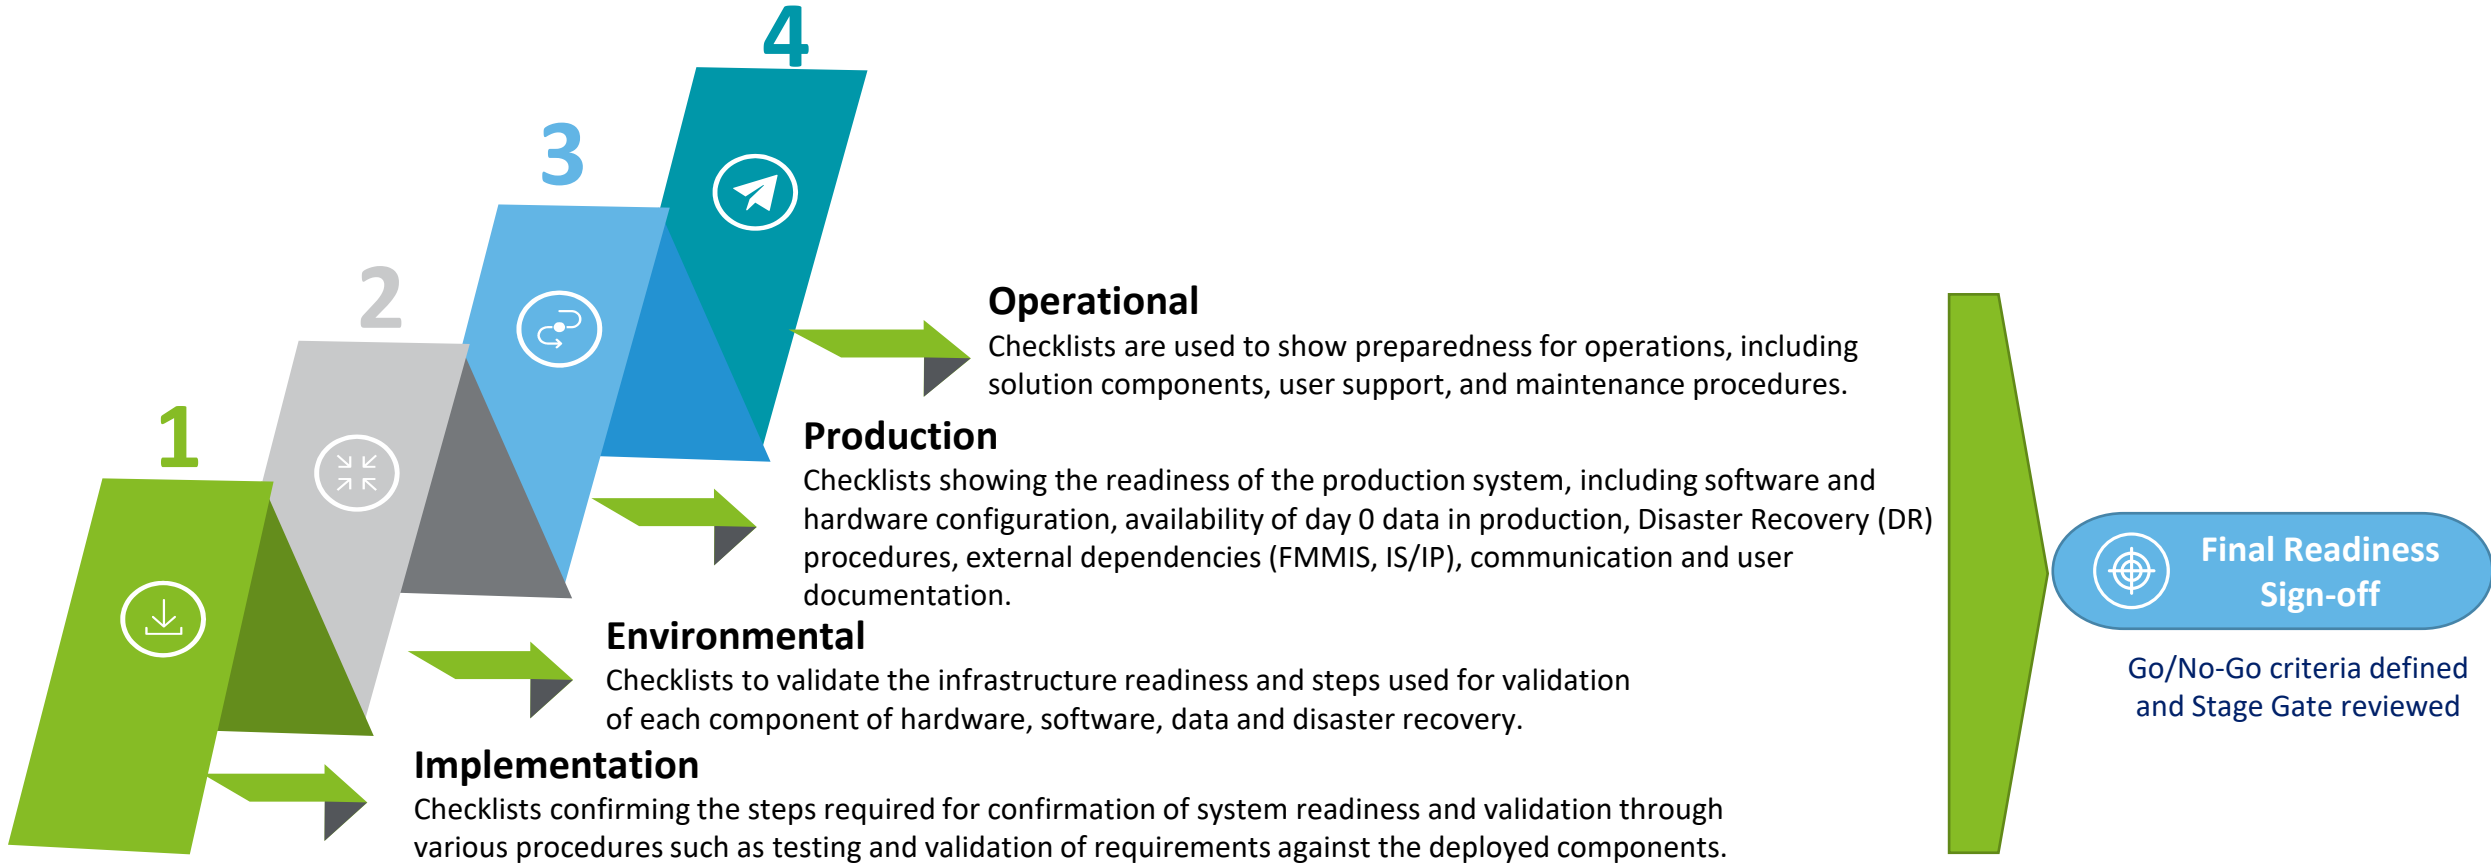 4
3
2
1
Operational
Checklists are used to show preparedness for operations, including
solution components, user support, and maintenance procedures.
Production
Checklists showing the readiness of the production system, including software and
hardware configuration, availability of day 0 data in production, Disaster Recovery (DR)
procedures, external dependencies (FMMIS, IS/IP), communication and user
documentation.
Environmental
Checklists to validate the infrastructure readiness and steps used for validation
of each component of hardware, software, data and disaster recovery.
Implementation
Checklists confirming the steps required for confirmation of system readiness and validation through
various procedures such as testing and validation of requirements against the deployed components.
Final Readiness
Sign-off
Go/No-Go criteria defined
and Stage Gate reviewed